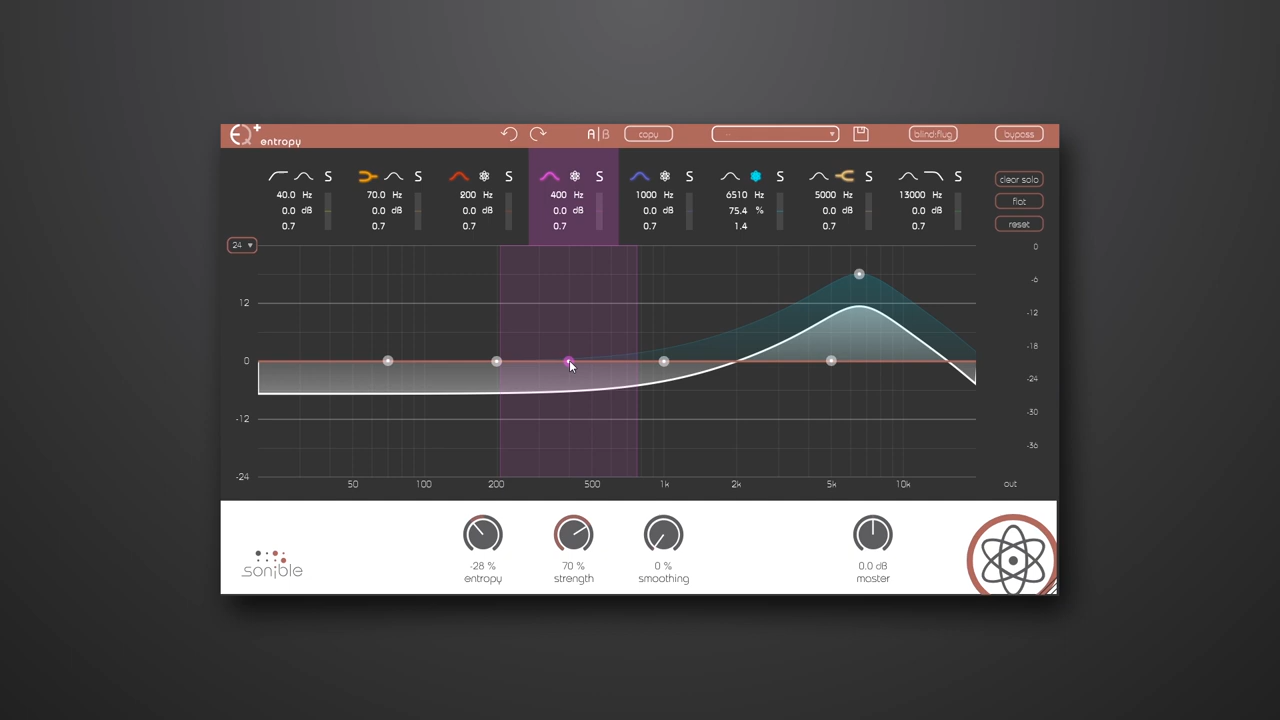 EQ+ entropy
A|B copy blind:flug bypass
S S S S S S S S
40.0 Hz 70.0 Hz 200 Hz 400 Hz 1000 Hz 6510 Hz 5000 Hz 13000 Hz
0.0 dB 0.0 dB 0.0 dB 0.0 dB 0.0 dB 75.4 % 0.0 dB 0.0 dB
0.7 0.7 0.7 0.7 0.7 1.4 0.7 0.7
clear solo
flat
reset
24
12
0
-12
-24
0
-6
-12
-18
-24
-30
-36
50 100 200 500 1k 2k 5k 10k out
-28 % 70 % 0 % 0.0 dB
entropy strength smoothing master
sonible